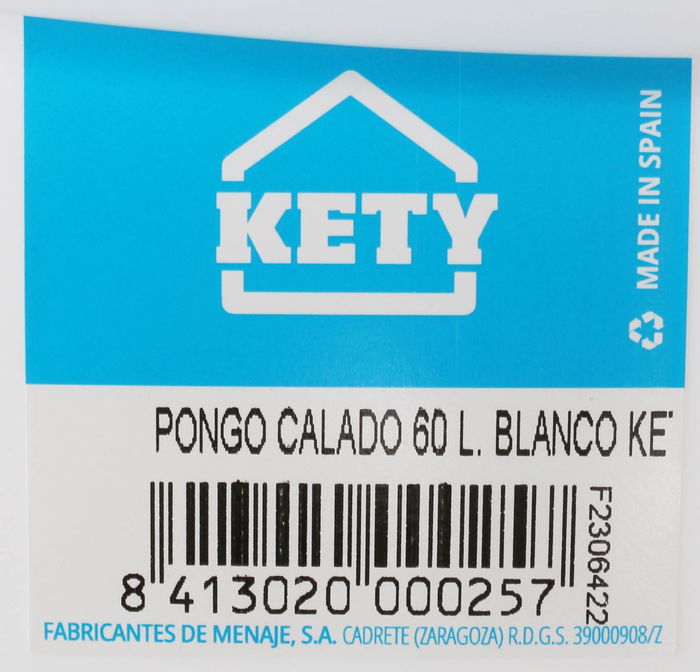 KETY
MADE IN SPAIN
PONGO CALADO 60 L. BLANCO KE
F2306422
8 413020 000257
FABRICANTES DE MENAJE, S.A. CADRETE (ZARAGOZA) R.D.G.S. 39000908/Z